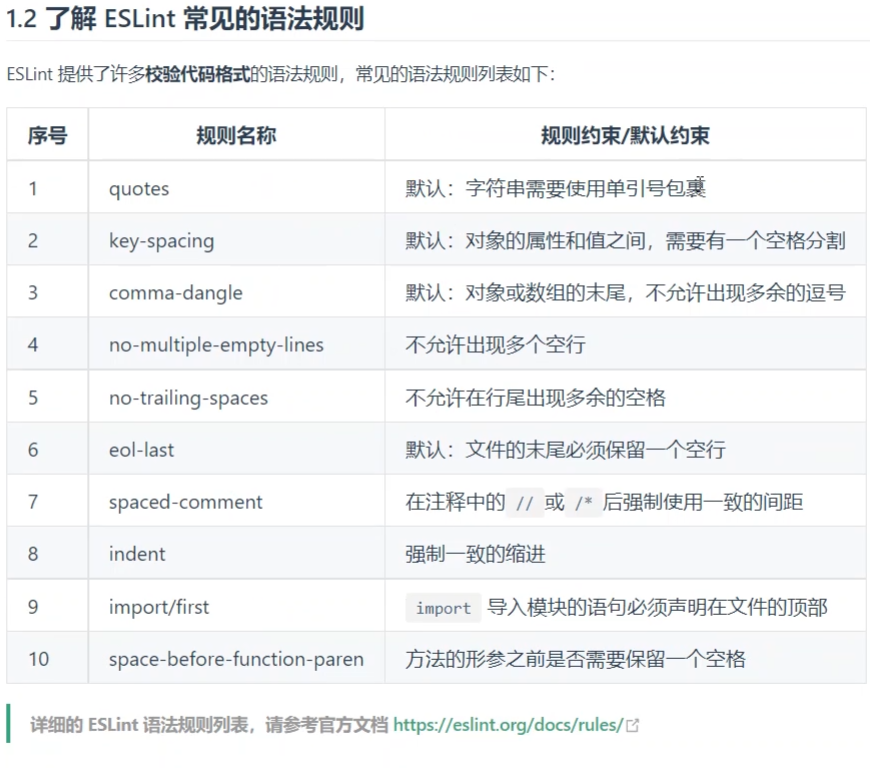 1.2 了解 ESLint 常见的语法规则
ESLint 提供了许多校验代码格式的语法规则，常见的语法规则列表如下：
序号 规则名称 规则约束/默认约束
1 quotes 默认：字符串需要使用单引号包裹
2 key-spacing 默认：对象的属性和值之间，需要有一个空格分割
3 comma-dangle 默认：对象或数组的末尾，不允许出现多余的逗号
4 no-multiple-empty-lines 不允许出现多个空行
5 no-trailing-spaces 不允许在行尾出现多余的空格
6 eol-last 默认：文件的末尾必须保留一个空行
7 spaced-comment 在注释中的 // 或 /* 后强制使用一致的间距
8 indent 强制一致的缩进
9 import/first import 导入模块的语句必须声明在文件的顶部
10 space-before-function-paren 方法的形参之前是否需要保留一个空格
详细的 ESLint 语法规则列表，请参考官方文档 https://eslint.org/docs/rules/